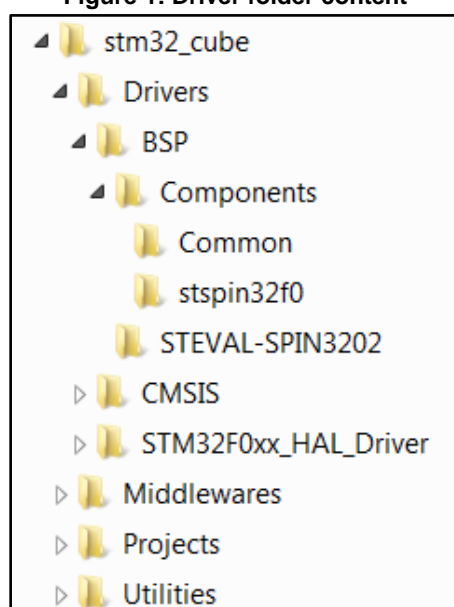 Figure 1: Driver folder content
stm32_cube
Drivers
BSP
Components
Common
stspin32f0
STEVAL-SPIN3202
CMSIS
STM32F0xx_HAL_Driver
Middlewares
Projects
Utilities